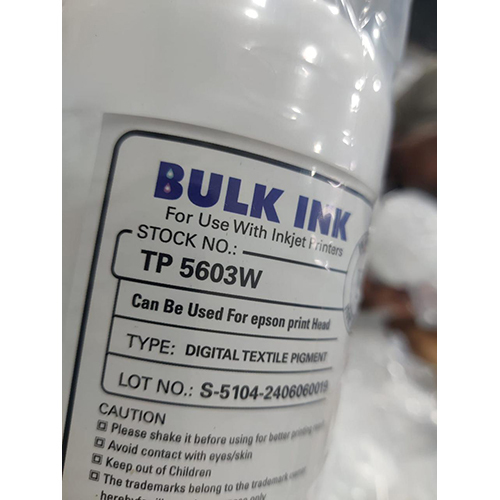 BULK INK
For Use With Inkjet Printers
STOCK NO.:
TP 5603W
Can Be Used For epson print Head
TYPE: DIGITAL TEXTILE PIGMENT
LOT NO.: S-5104-2406060019
CAUTION
Please shake it before using for better printing
Avoid contact with eyes/skin
Keep out of Children
The trademarks belong to the trademark
only